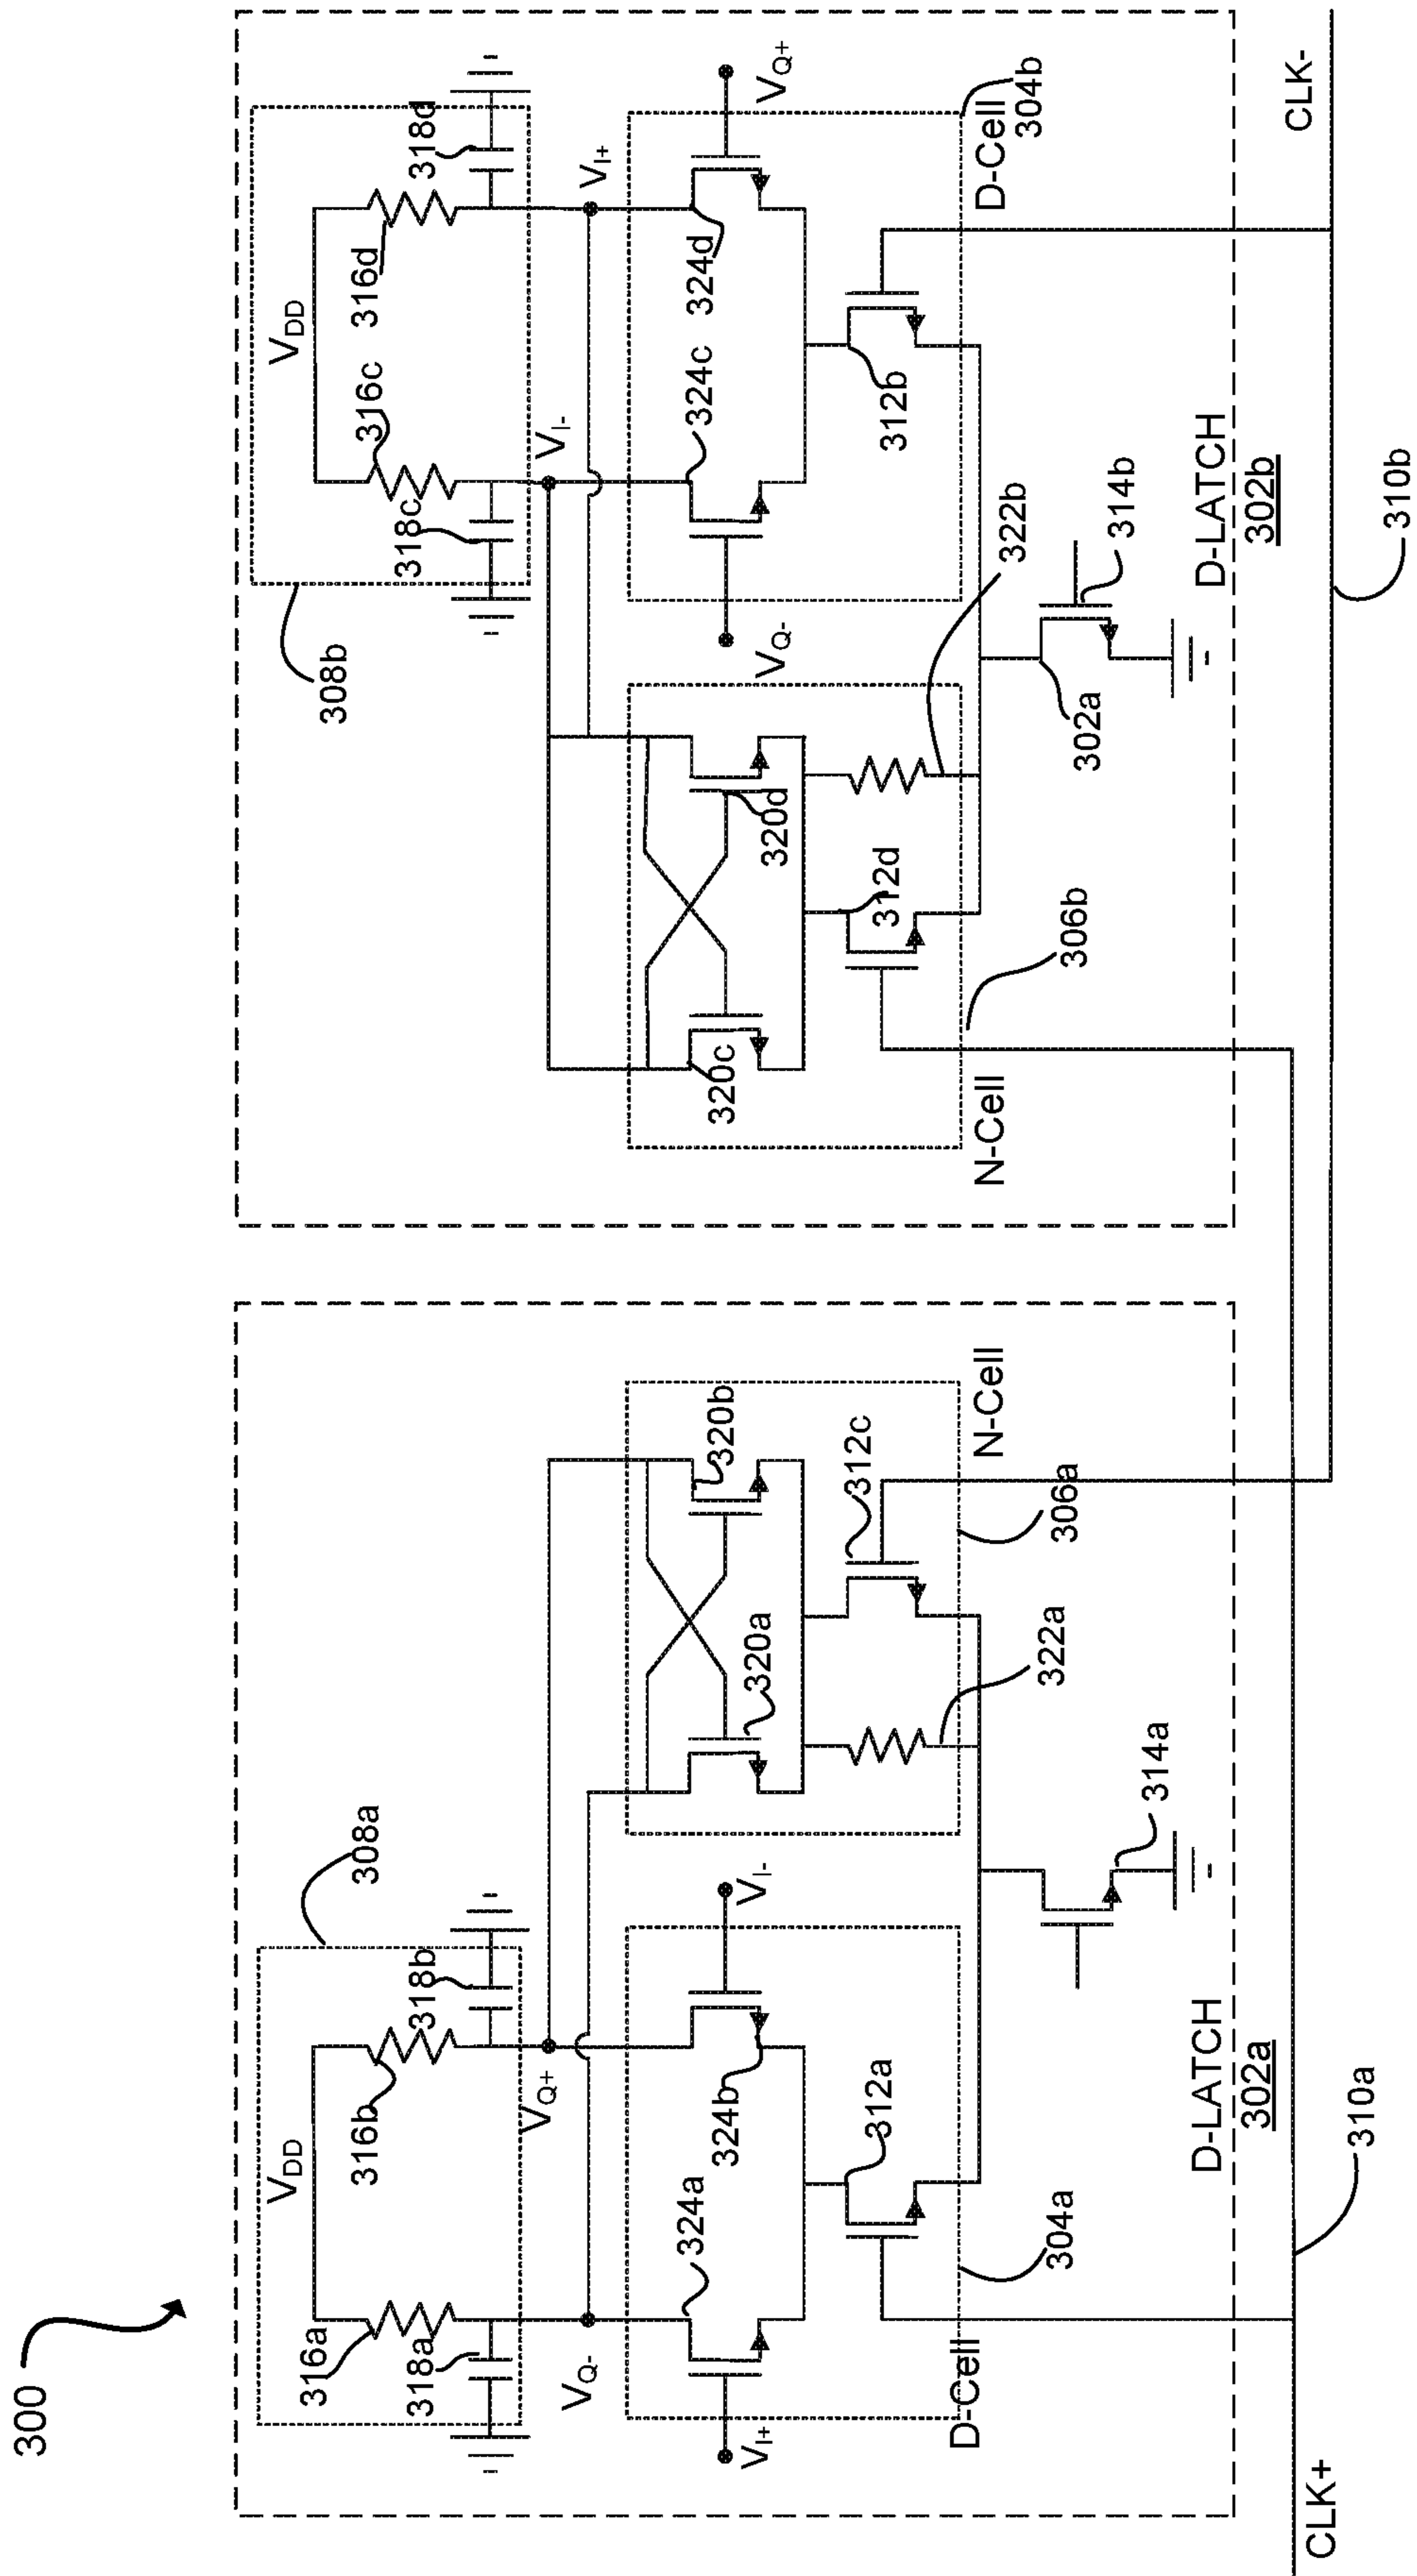 300
308a
V_DD
316a
316b
318a
318b
V_Q-
V_Q+
V_I+
V_I-
324a
324b
320a
320b
312a
312c
322a
304a
306a
D-Cell
N-Cell
314a
D-LATCH
302a
CLK+
310a
308b
V_DD
316c
316d
318c
318d
V_I-
V_I+
V_Q-
V_Q+
320c
320d
324c
324d
312d
312b
322b
306b
304b
N-Cell
D-Cell
302a
314b
D-LATCH
302b
CLK-
310b